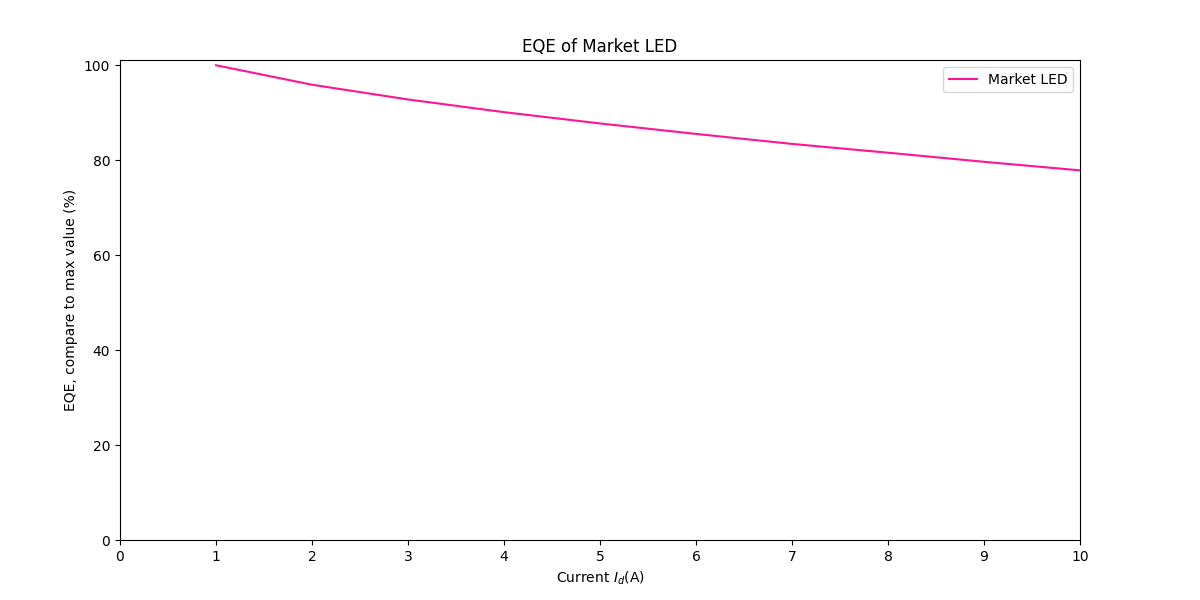 EQE of Market LED
Market LED
EQE, compare to max value (%)
100
80
60
40
20
0
0 1 2 3 4 5 6 7 8 9 10
Current I_d(A)